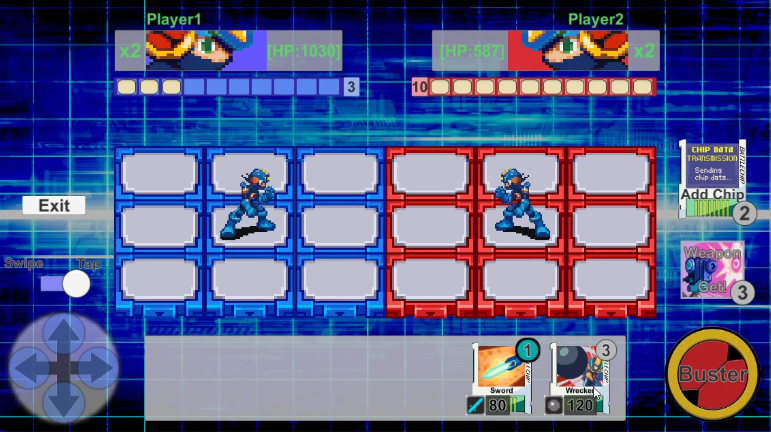 Player1
Player2
x2
[HP:1030]
[HP:587]
x2
3
10
CHIP DATA
TRANSMISSION
Sending
chip data...
Add Chip
2
Exit
Swipe
Tap
Weapon
Get!
3
1
3
Sword
Wrecker
80
120
Buster